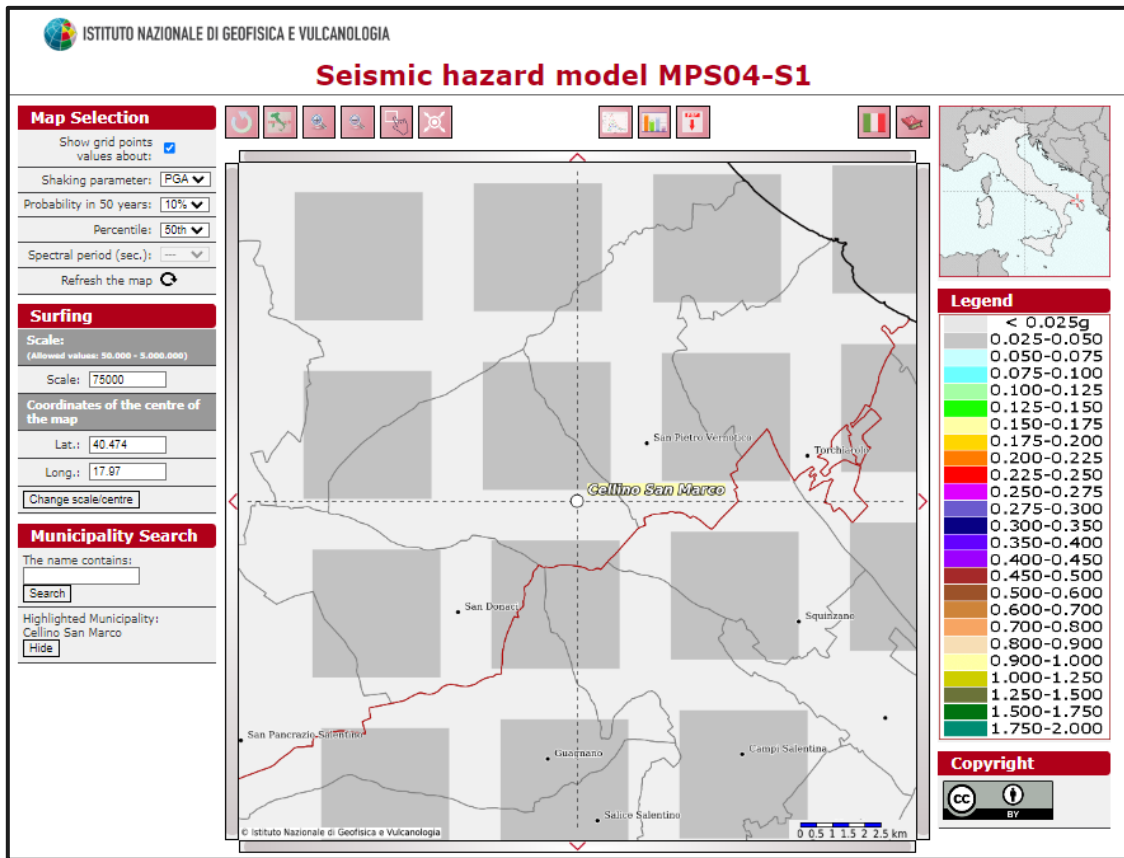 ISTITUTO NAZIONALE DI GEOFISICA E VULCANOLOGIA
Seismic hazard model MPS04-S1
Map Selection
Show grid points
values about:
Shaking parameter: PGA
Probability in 50 years: 10%
Percentile: 50th
Spectral period (sec.): ---
Refresh the map
Surfing
Scale:
(Allowed values: 50.000 - 5.000.000)
Scale: 75000
Coordinates of the centre of
the map
Lat.: 40.474
Long.: 17.97
Change scale/centre
Municipality Search
The name contains:
Search
Highlighted Municipality:
Cellino San Marco
Hide
San Pietro Vernotico
Torchiarolo
Cellino San Marco
San Donaci
Squinzano
San Pancrazio Salentino
Guagnano
Campi Salentina
Salice Salentino
© Istituto Nazionale di Geofisica e Vulcanologia
0 0.5 1 1.5 2 2.5 km
Legend
< 0.025g
0.025-0.050
0.050-0.075
0.075-0.100
0.100-0.125
0.125-0.150
0.150-0.175
0.175-0.200
0.200-0.225
0.225-0.250
0.250-0.275
0.275-0.300
0.300-0.350
0.350-0.400
0.400-0.450
0.450-0.500
0.500-0.600
0.600-0.700
0.700-0.800
0.800-0.900
0.900-1.000
1.000-1.250
1.250-1.500
1.500-1.750
1.750-2.000
Copyright
cc
BY